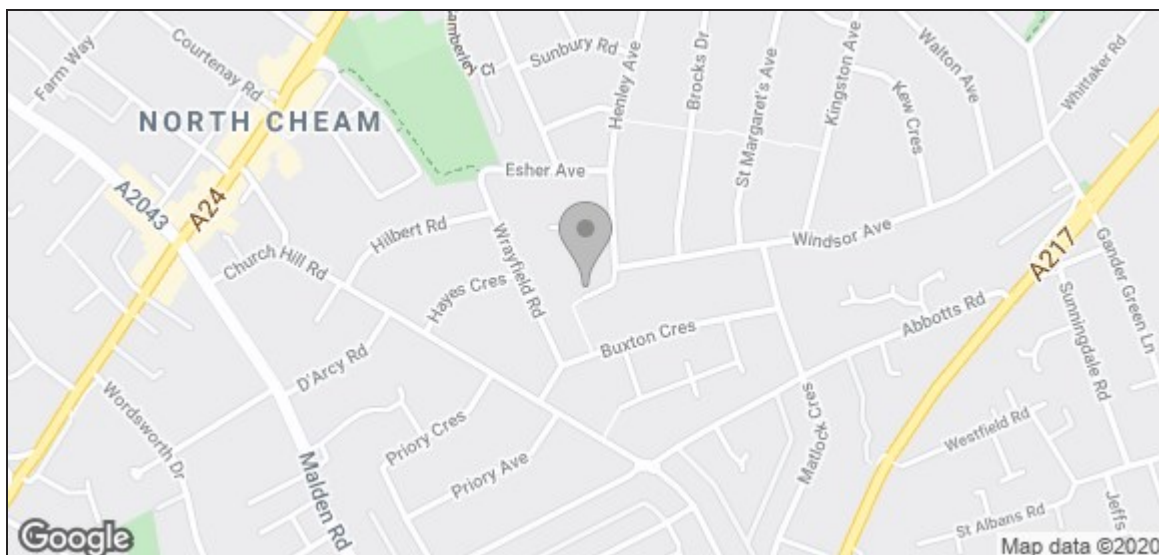 Farm Way
Courtenay Rd
amberley Cl
Sunbury Rd
Henley Ave
Brocks Dr
St Margaret's Ave
Kingston Ave
Walton Ave
Kew Cres
Whittaker Rd
NORTH CHEAM
A2043
A24
Esher Ave
Hilbert Rd
Wrayfield Rd
Windsor Ave
Church Hill Rd
Hayes Cres
A217
Gander Green Ln
Abbotts Rd
Sunningdale Rd
Buxton Cres
D'Arcy Rd
Wordsworth Dr
Priory Cres
Matlock Cres
Westfield Rd
Malden Rd
Priory Ave
St Albans Rd
Jeffs
Google
Map data ©2020